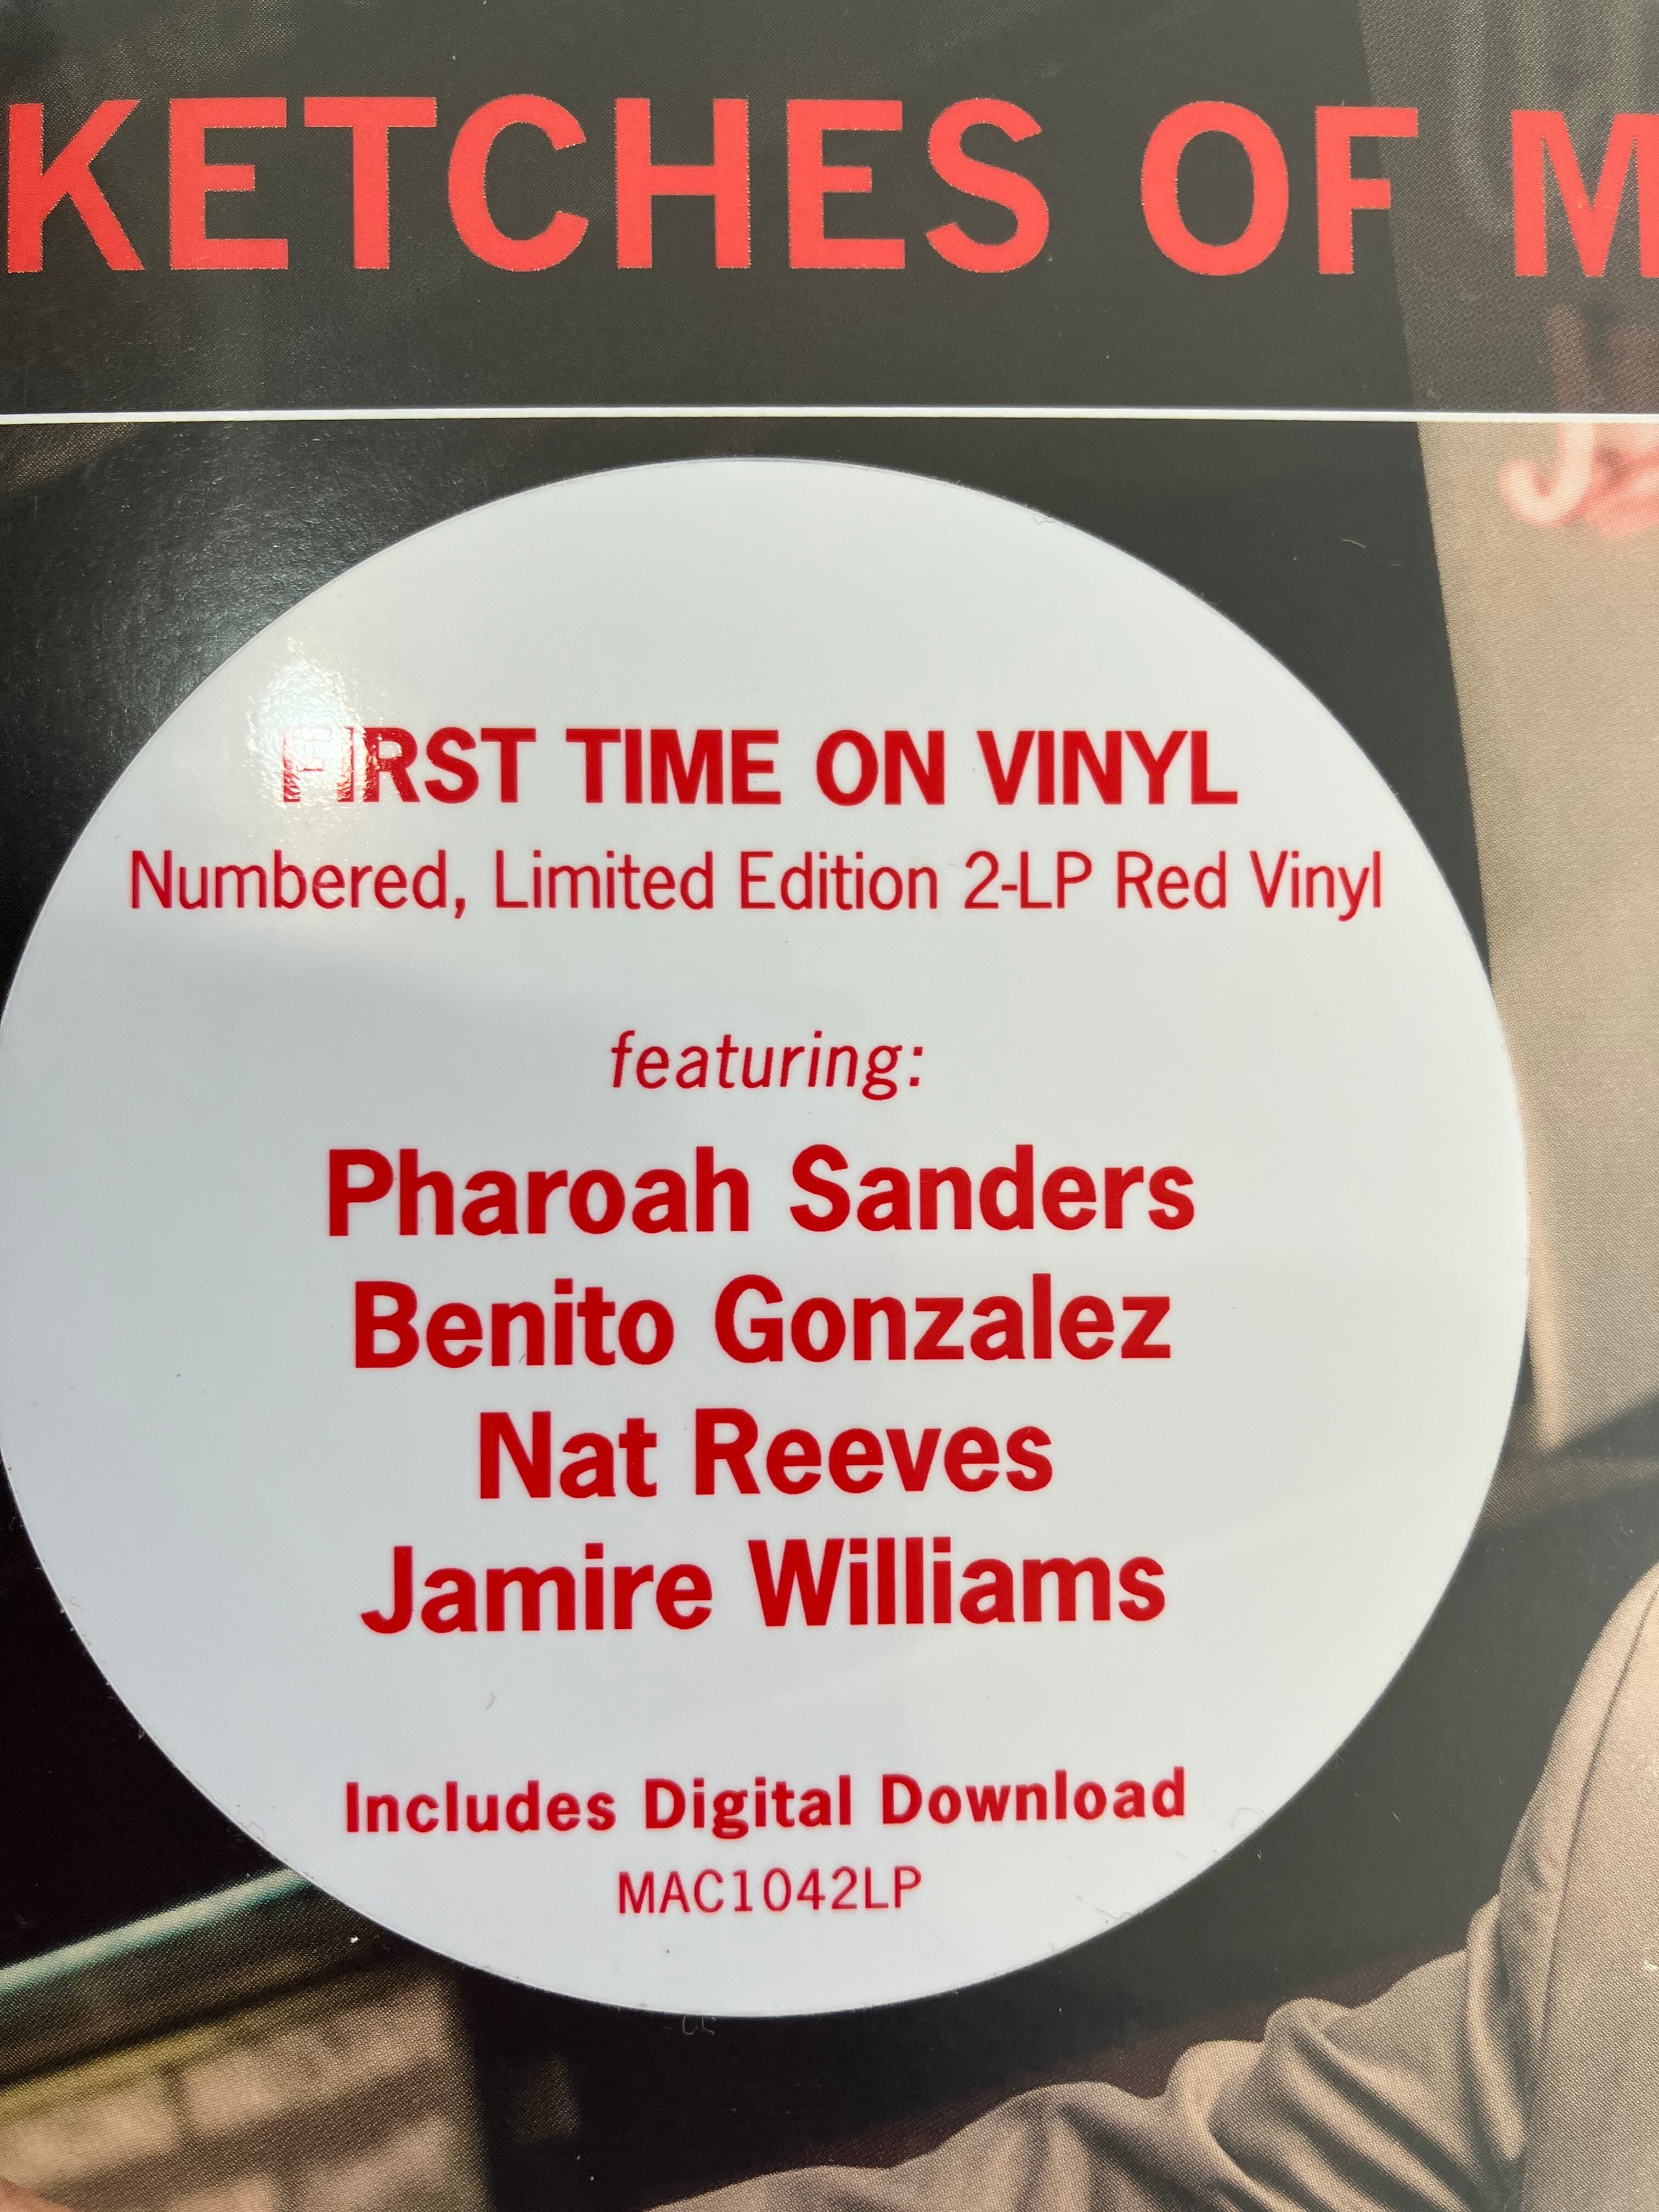 KETCHES OF M
FIRST TIME ON VINYL
Numbered, Limited Edition 2-LP Red Vinyl
featuring:
Pharoah Sanders
Benito Gonzalez
Nat Reeves
Jamire Williams
Includes Digital Download
MAC1042LP